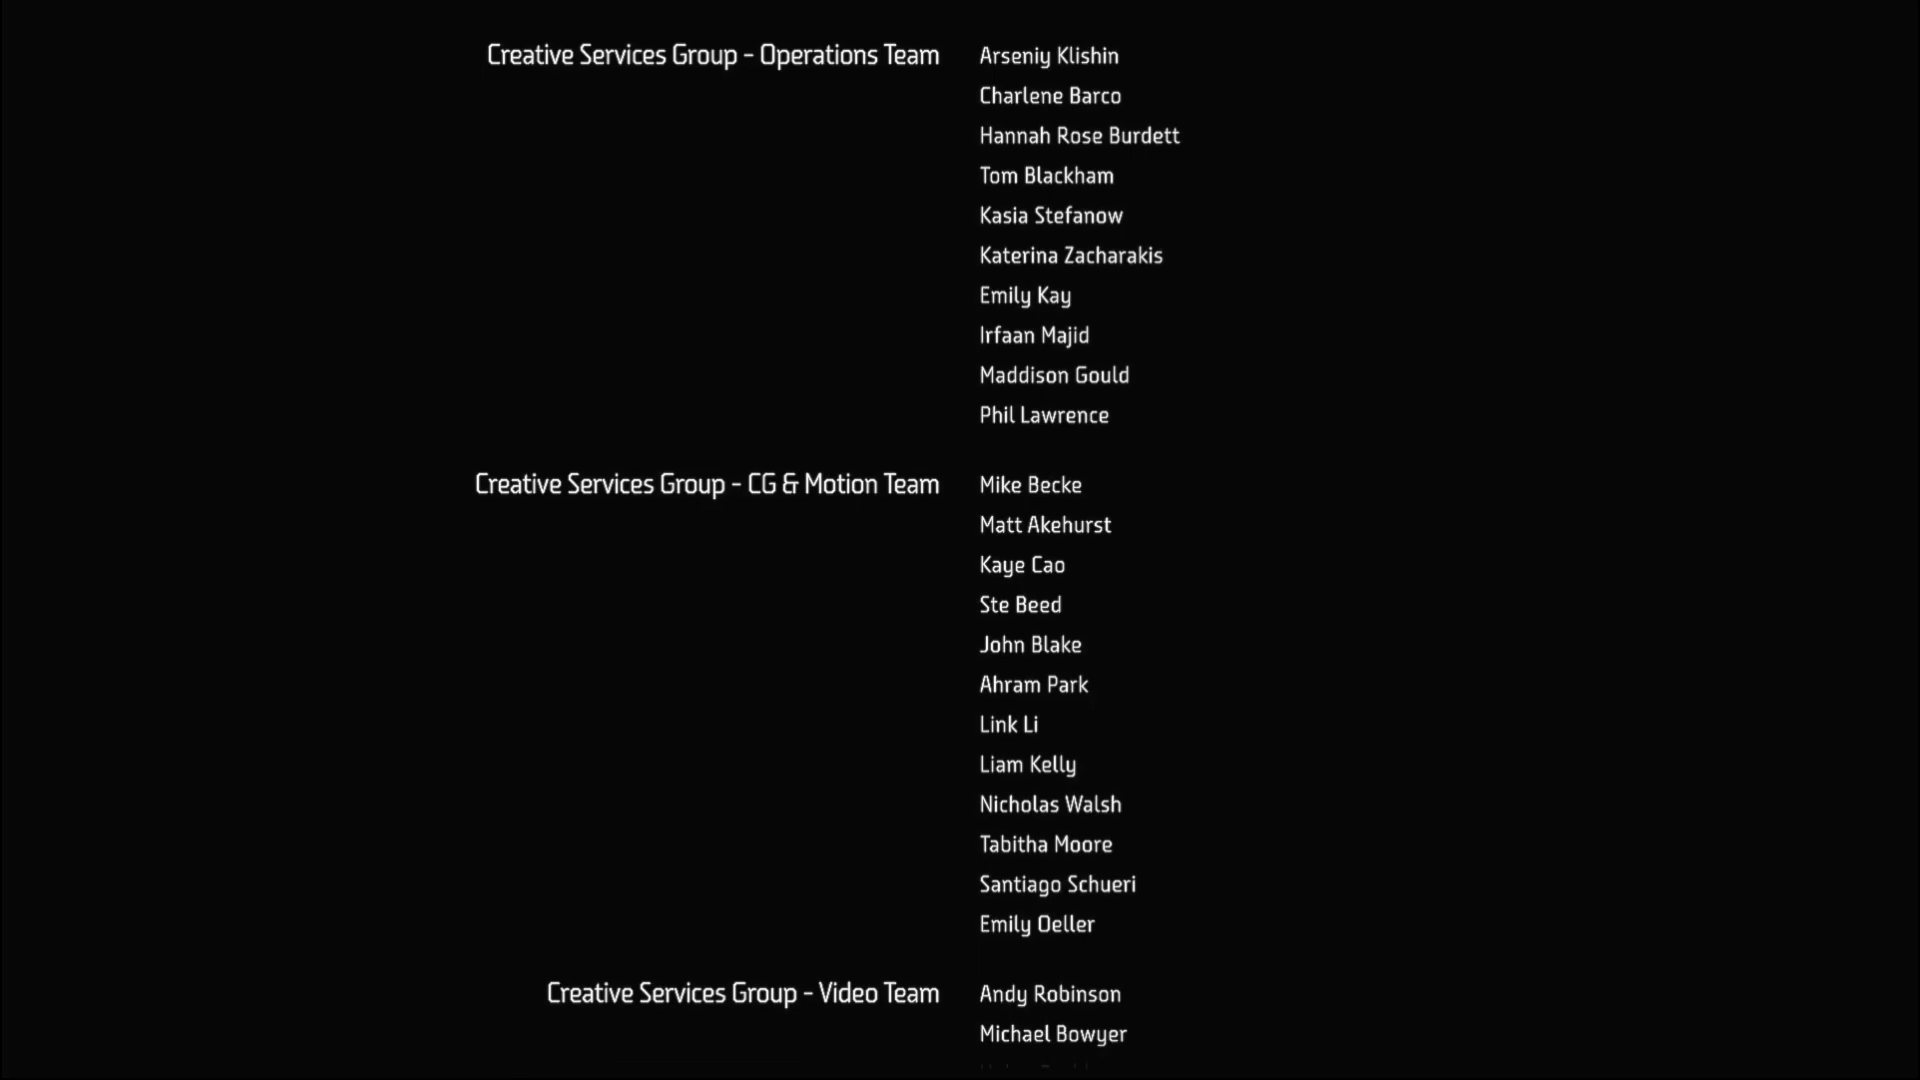 Creative Services Group - Operations Team Arseniy Klishin
Charlene Barco
Hannah Rose Burdett
Tom Blackham
Kasia Stefanow
Katerina Zacharakis
Emily Kay
Irfaan Majid
Maddison Gould
Phil Lawrence
Creative Services Group - CG & Motion Team Mike Becke
Matt Akehurst
Kaye Cao
Ste Beed
John Blake
Ahram Park
Link Li
Liam Kelly
Nicholas Walsh
Tabitha Moore
Santiago Schueri
Emily Oeller
Creative Services Group - Video Team Andy Robinson
Michael Bowyer